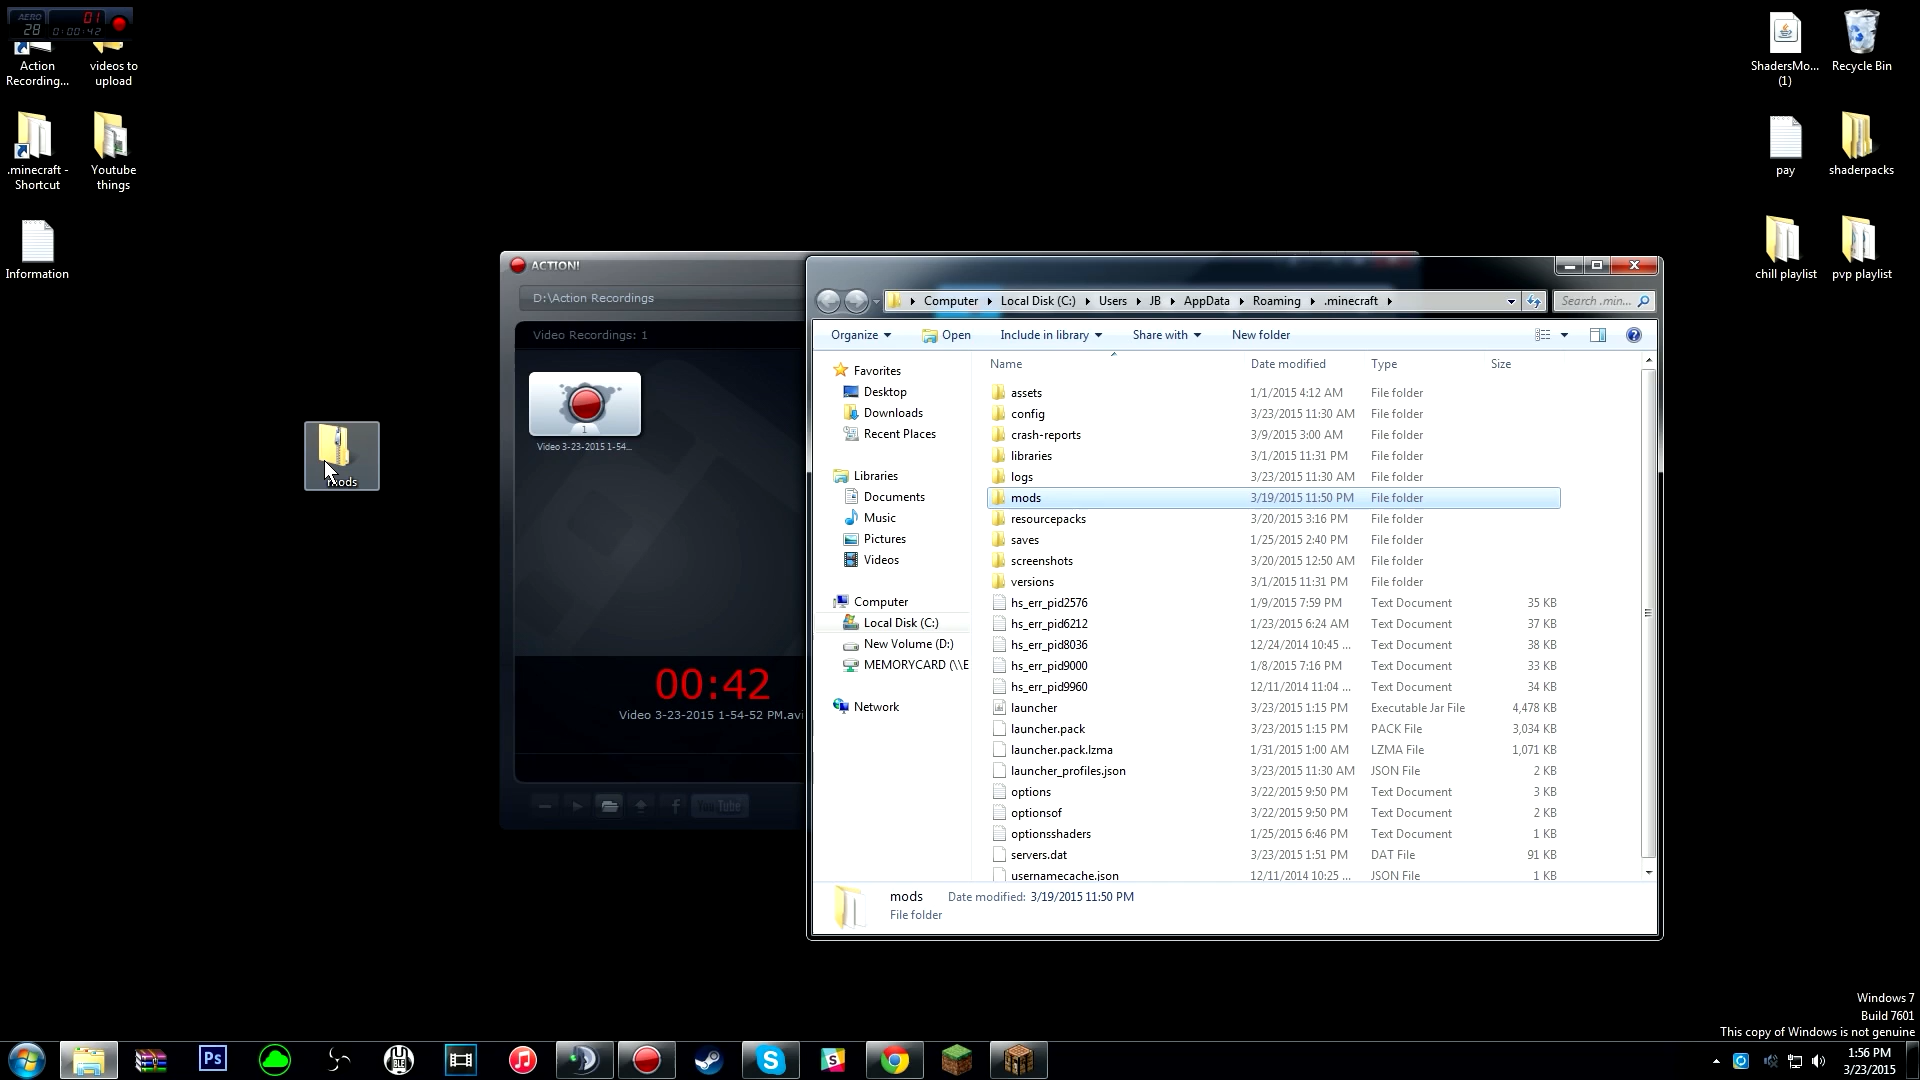 AERO 01
28 0:00:42
Action Recording...
videos to upload
.minecraft - Shortcut
Youtube things
Information
ShadersMo... (1)
Recycle Bin
pay
shaderpacks
chill playlist
pvp playlist
mods
ACTION!
D:\Action Recordings
Video Recordings: 1
1
Video 3-23-2015 1-54...
00:42
Video 3-23-2015 1-54-52 PM.avi
You Tube
Computer Local Disk (C:) Users JB AppData Roaming .minecraft
Search .min...
Organize Open Include in library Share with New folder
Favorites
Desktop
Downloads
Recent Places
Libraries
Documents
Music
Pictures
Videos
Computer
Local Disk (C:)
New Volume (D:)
MEMORYCARD (\\E
Network
Name Date modified Type Size
assets 1/1/2015 4:12 AM File folder
config 3/23/2015 11:30 AM File folder
crash-reports 3/9/2015 3:00 AM File folder
libraries 3/1/2015 11:31 PM File folder
logs 3/23/2015 11:30 AM File folder
mods 3/19/2015 11:50 PM File folder
resourcepacks 3/20/2015 3:16 PM File folder
saves 1/25/2015 2:40 PM File folder
screenshots 3/20/2015 12:50 AM File folder
versions 3/1/2015 11:31 PM File folder
hs_err_pid2576 1/9/2015 7:59 PM Text Document 35 KB
hs_err_pid6212 1/23/2015 6:24 AM Text Document 37 KB
hs_err_pid8036 12/24/2014 10:45 ... Text Document 38 KB
hs_err_pid9000 1/8/2015 7:16 PM Text Document 33 KB
hs_err_pid9960 12/11/2014 11:04 ... Text Document 34 KB
launcher 3/23/2015 1:15 PM Executable Jar File 4,478 KB
launcher.pack 3/23/2015 1:15 PM PACK File 3,034 KB
launcher.pack.lzma 1/31/2015 1:00 AM LZMA File 1,071 KB
launcher_profiles.json 3/23/2015 11:30 AM JSON File 2 KB
options 3/22/2015 9:50 PM Text Document 3 KB
optionsof 3/22/2015 9:50 PM Text Document 2 KB
optionsshaders 1/25/2015 6:46 PM Text Document 1 KB
servers.dat 3/23/2015 1:51 PM DAT File 91 KB
usernamecache.json 12/11/2014 10:25 ... JSON File 1 KB
mods Date modified: 3/19/2015 11:50 PM
File folder
Windows 7
Build 7601
This copy of Windows is not genuine
Ps
1:56 PM
3/23/2015